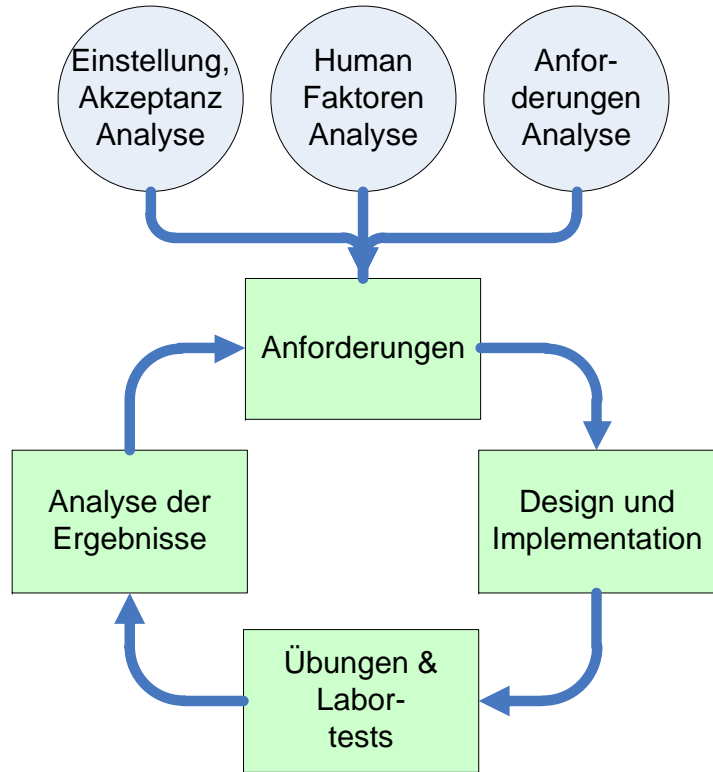 Einstellung,
Akzeptanz
Analyse
Human
Faktoren
Analyse
Anfor-
derungen
Analyse
Anforderungen
Analyse der
Ergebnisse
Design und
Implementation
Übungen &
Labor-
tests